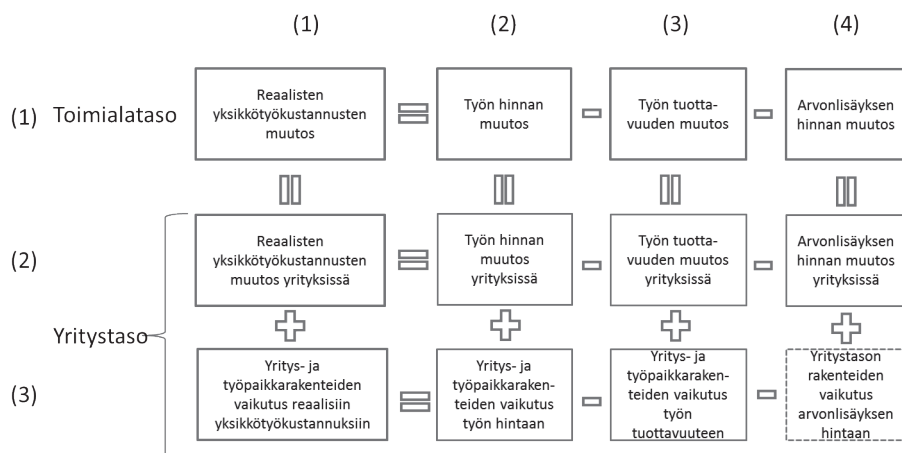 (1)
(2)
(3)
(4)
(1) Toimialataso
Reaalisten
yksikkötyökustannusten
muutos
Työn hinnan
muutos
Työn tuotta-
vuuden muutos
Arvonlisäyksen
hinnan muutos
(2)
Reaalisten
yksikkötyökustannusten
muutos yrityksissä
Työn hinnan
muutos
yrityksissä
Työn tuotta-
vuuden muutos
yrityksissä
Arvonlisäyksen
hinnan muutos
yrityksissä
Yritystaso
(3)
Yritys- ja
työpaikkarakenteiden
vaikutus reaalisiin
yksikkötyökustannuksiin
Yritys- ja
työpaikkaraken-
teiden vaikutus
työn hintaan
Yritys- ja
työpaikkaraken-
teiden vaikutus
työn
tuottavuuteen
Yritystason
rakenteiden
vaikutus
arvonlisäyksen
hintaan